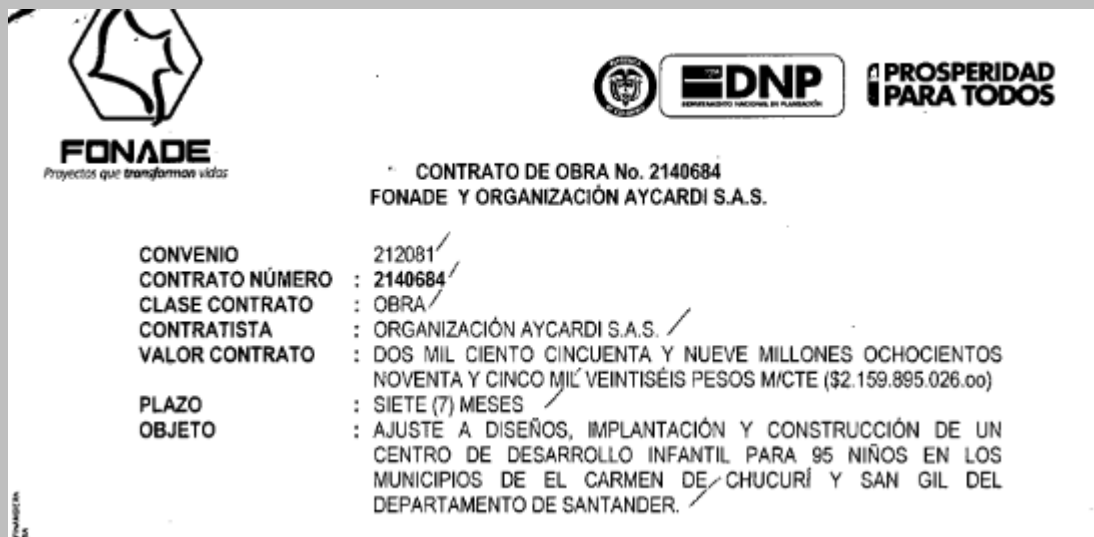 FONADE
Proyectos que transforman vidas
DNP
DEPARTAMENTO NACIONAL DE PLANEACIÓN
PROSPERIDAD
PARA TODOS
CONTRATO DE OBRA No. 2140684
FONADE Y ORGANIZACIÓN AYCARDI S.A.S.
CONVENIO 212081
CONTRATO NÚMERO : 2140684
CLASE CONTRATO : OBRA
CONTRATISTA : ORGANIZACIÓN AYCARDI S.A.S.
VALOR CONTRATO : DOS MIL CIENTO CINCUENTA Y NUEVE MILLONES OCHOCIENTOS
NOVENTA Y CINCO MIL VEINTISÉIS PESOS M/CTE ($2.159.895.026.oo)
PLAZO : SIETE (7) MESES
OBJETO : AJUSTE A DISEÑOS, IMPLANTACIÓN Y CONSTRUCCIÓN DE UN
CENTRO DE DESARROLLO INFANTIL PARA 95 NIÑOS EN LOS
MUNICIPIOS DE EL CARMEN DE CHUCURÍ Y SAN GIL DEL
DEPARTAMENTO DE SANTANDER.